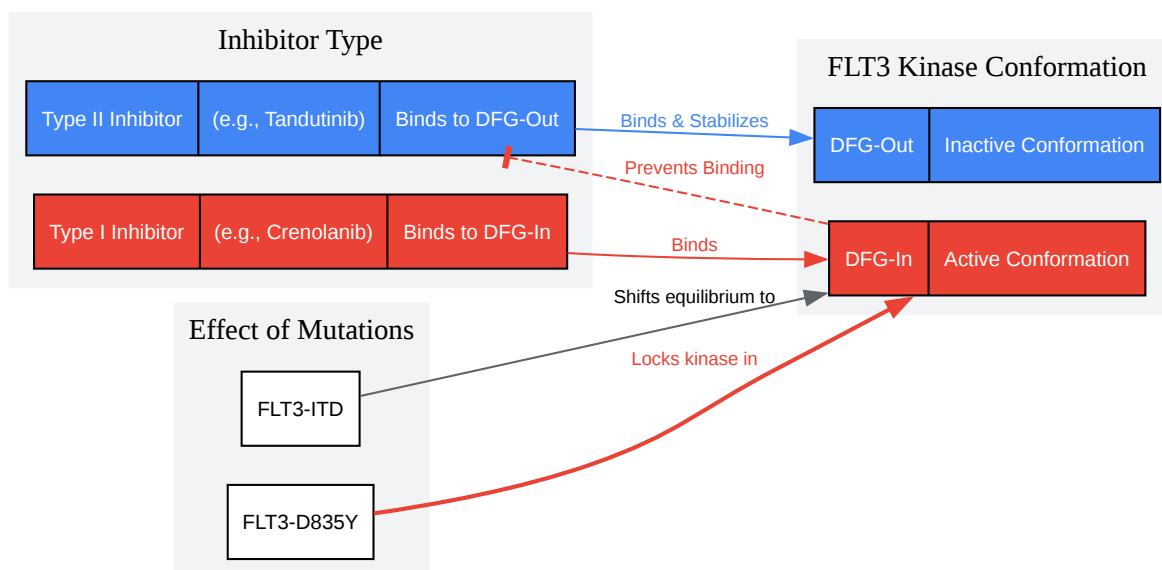 Inhibitor Type
Type II Inhibitor
(e.g., Tandutinib)
Binds to DFG-Out
Type I Inhibitor
(e.g., Crenolanib)
Binds to DFG-In
Binds & Stabilizes
Prevents Binding
Binds
Shifts equilibrium to
Locks kinase in
FLT3 Kinase Conformation
DFG-Out
Inactive Conformation
DFG-In
Active Conformation
Effect of Mutations
FLT3-ITD
FLT3-D835Y